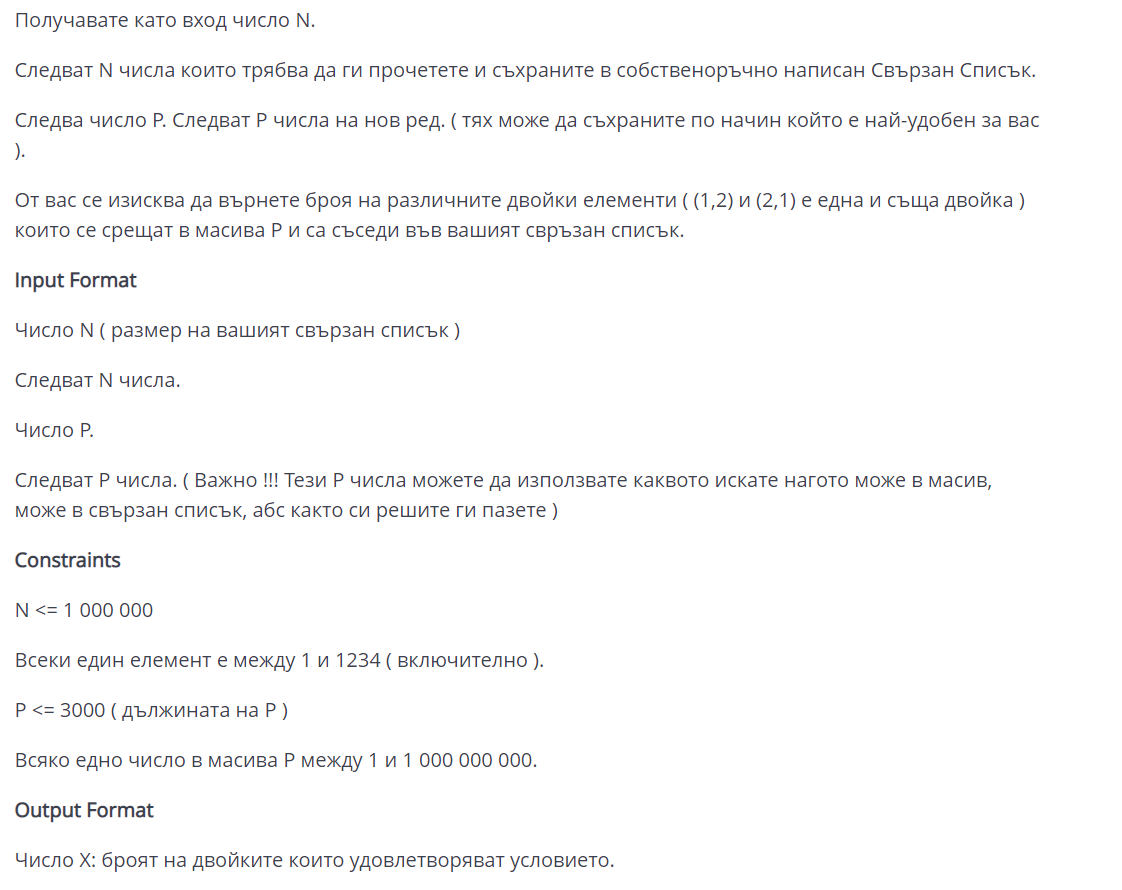 Получавате като вход число N.
Следват N числа които трябва да ги прочетете и съхраните в собственоръчно написан Свързан Списък.
Следва число P. Следват P числа на нов ред. ( тях може да съхраните по начин който е най-удобен за вас
).
От вас се изисква да върнете броя на различните двойки елементи ( (1,2) и (2,1) е една и съща двойка )
които се срещат в масива P и са съседи във вашият свръзан списък.
Input Format
Число N ( размер на вашият свързан списък )
Следват N числа.
Число P.
Следват P числа. ( Важно !!! Тези P числа можете да използвате каквото искате нагото може в масив,
може в свързан списък, абс както си решите ги пазете )
Constraints
N <= 1 000 000
Всеки един елемент е между 1 и 1234 ( включително ).
P <= 3000 ( дължината на P )
Всяко едно число в масива P между 1 и 1 000 000 000.
Output Format
Число X: броят на двойките които удовлетворяват условието.